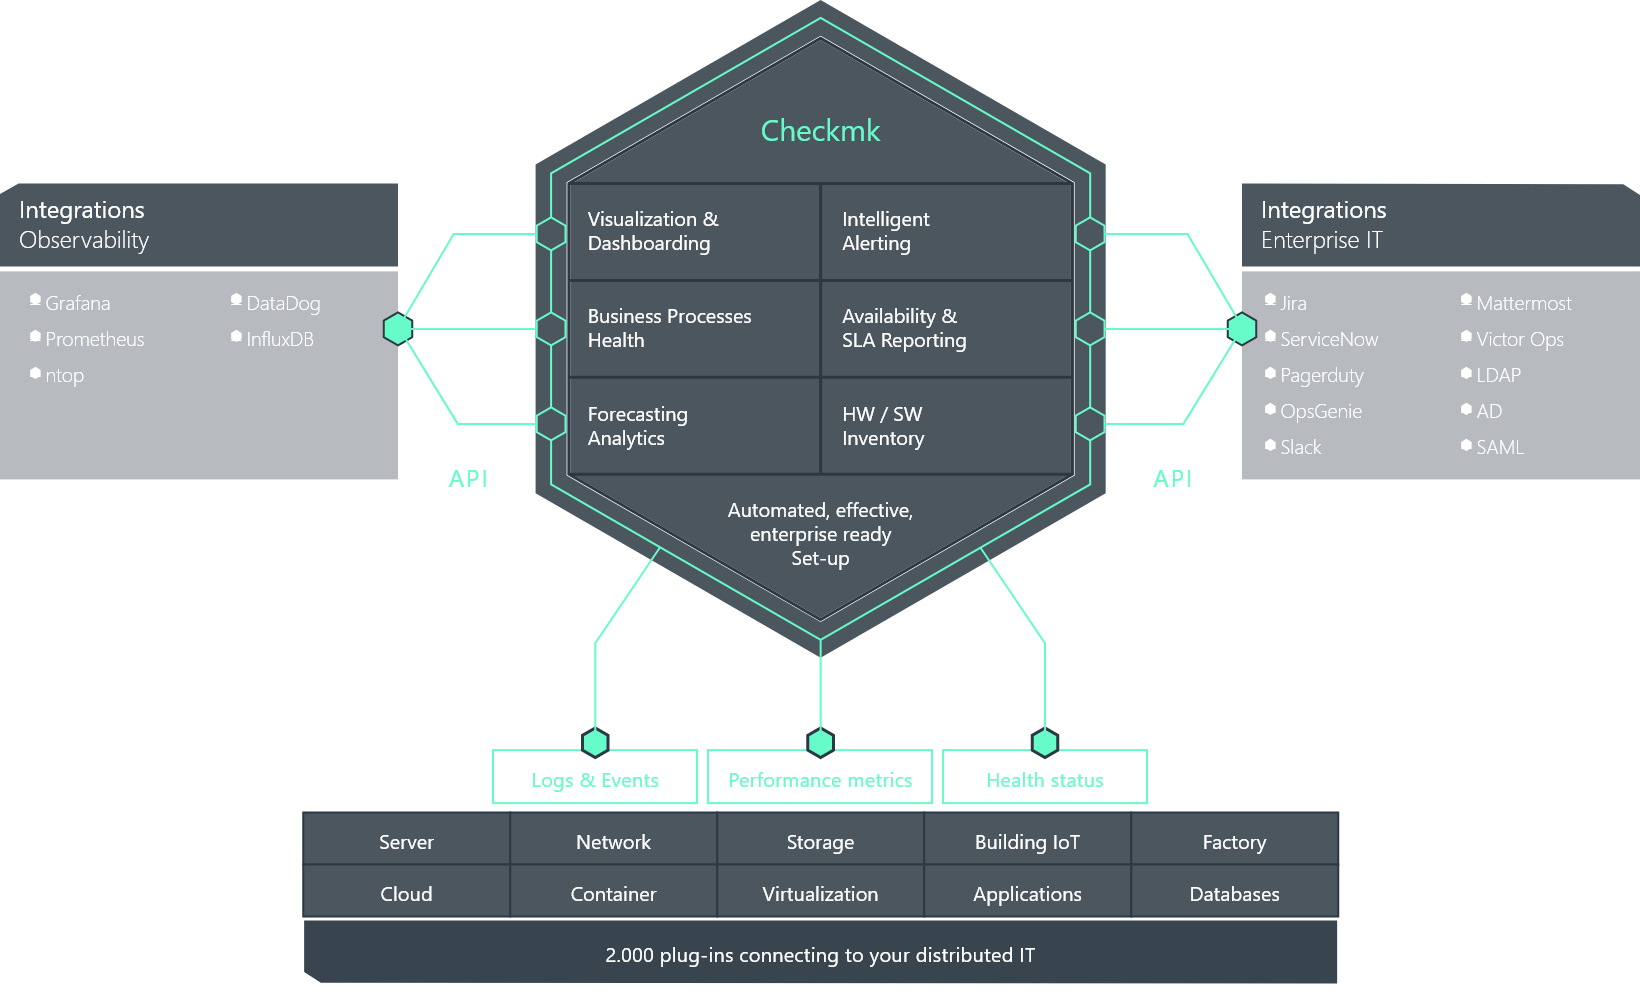 Checkmk
Integrations
Observability
Grafana
DataDog
Prometheus
InfluxDB
ntop
API
Visualization &
Dashboarding
Intelligent
Alerting
Business Processes
Health
Availability &
SLA Reporting
Forecasting
Analytics
HW / SW
Inventory
Automated, effective,
enterprise ready
Set-up
Integrations
Enterprise IT
Jira
Mattermost
ServiceNow
Victor Ops
Pagerduty
LDAP
OpsGenie
AD
Slack
SAML
API
Logs & Events
Performance metrics
Health status
Server
Network
Storage
Building IoT
Factory
Cloud
Container
Virtualization
Applications
Databases
2.000 plug-ins connecting to your distributed IT